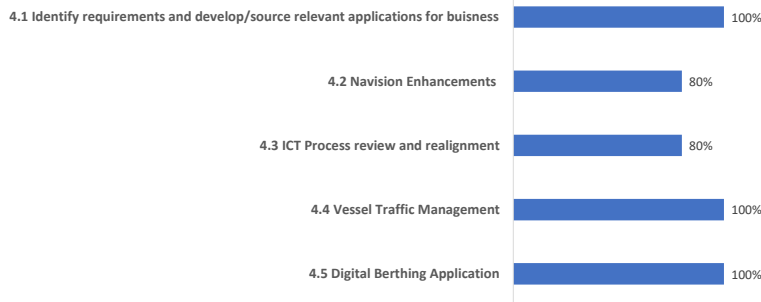 4.1 Identify requirements and develop/source relevant applications for buisness 100%
4.2 Navision Enhancements 80%
4.3 ICT Process review and realignment 80%
4.4 Vessel Traffic Management 100%
4.5 Digital Berthing Application 100%